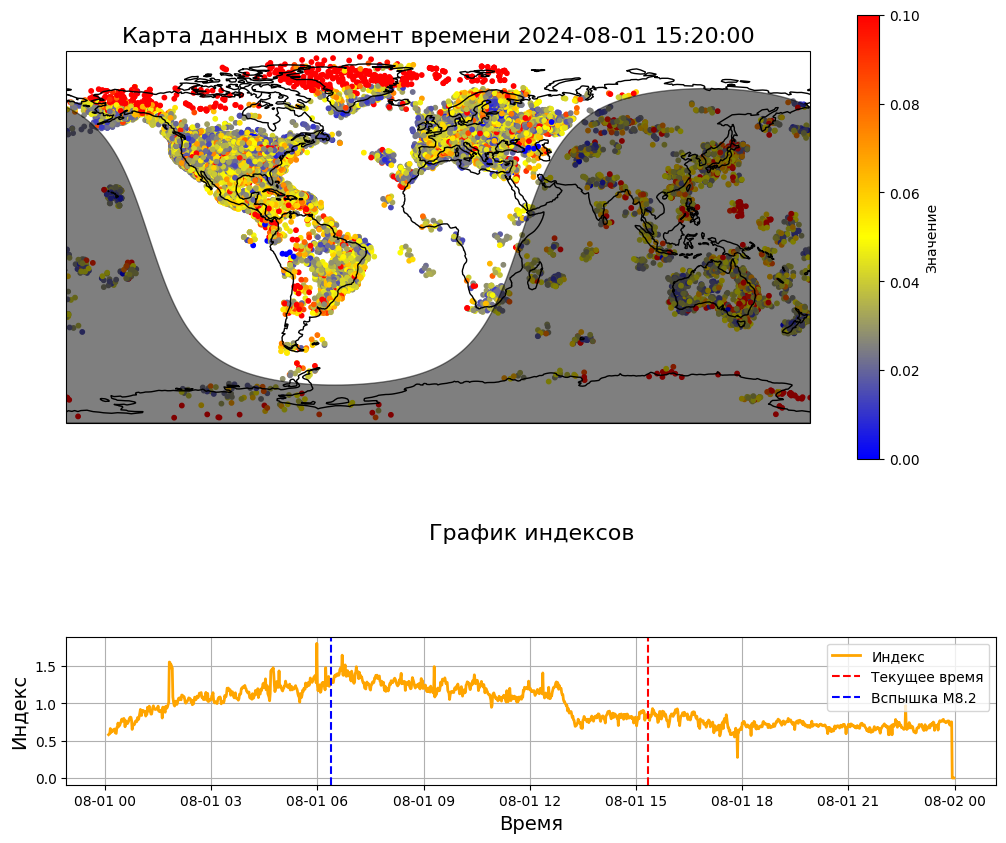 Карта данных в момент времени 2024-08-01 15:20:00
0.10
0.08
0.06
0.04
0.02
0.00
Значение
График индексов
1.5
1.0
0.5
0.0
Индекс
Индекс
Текущее время
Вспышка M8.2
08-01 00 08-01 03 08-01 06 08-01 09 08-01 12 08-01 15 08-01 18 08-01 21 08-02 00
Время